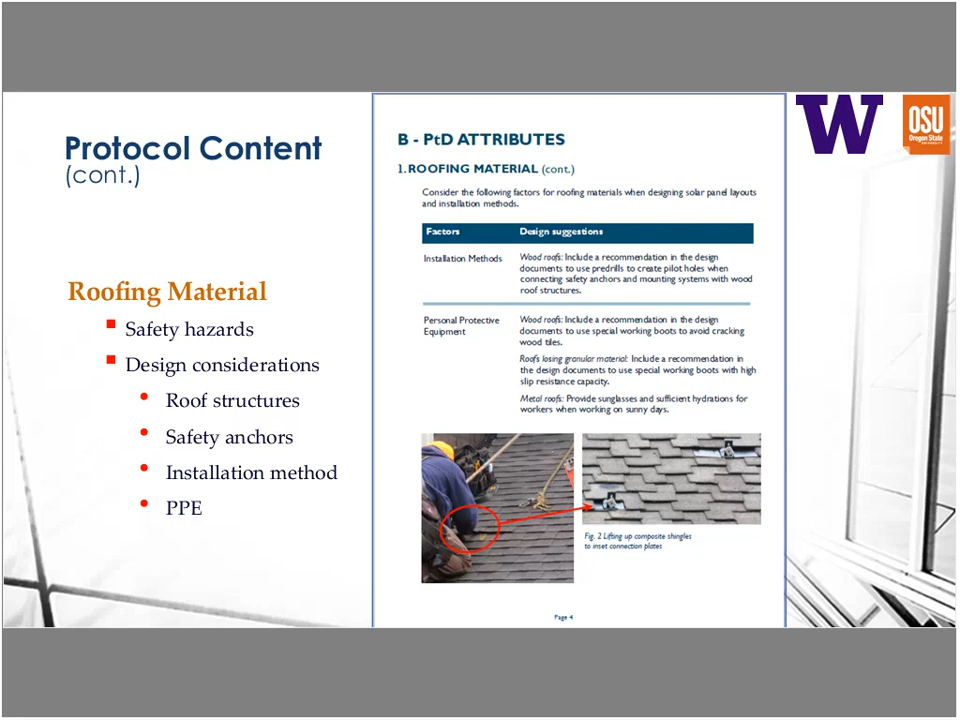 Protocol Content
(cont.)
Roofing Material
Safety hazards
Design considerations
Roof structures
Safety anchors
Installation method
PPE
B - PtD ATTRIBUTES
1. ROOFING MATERIAL (cont.)
Consider the following factors for roofing materials when designing solar panel layouts
and installation methods.
Factors Design suggestions
Installation Methods
Wood roofs: Include a recommendation in the design
documents to use predrills to create pilot holes when
connecting safety anchors and mounting systems with wood
roof structures.
Personal Protective
Equipment
Wood roofs: Include a recommendation in the design
documents to use special working boots to avoid cracking
wood tiles.
Roofs losing granular material: Include a recommendation in
the design documents to use special working boots with high
slip resistance capacity.
Metal roofs: Provide sunglasses and sufficient hydrations for
workers when working on sunny days.
Fig. 2 Lifting up composite shingles
to inset connection plates
Page 4
W
OSU
Oregon State
UNIVERSITY